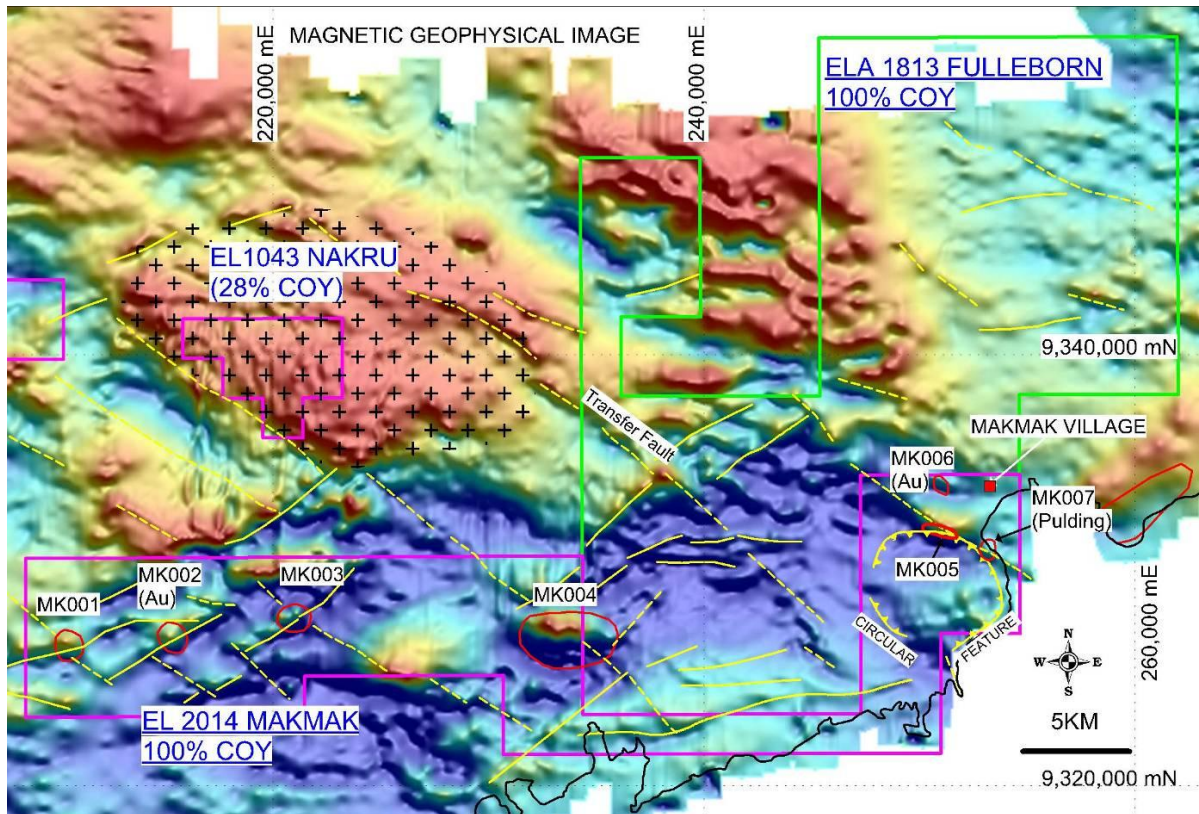 MAGNETIC GEOPHYSICAL IMAGE
220,000 mE
240,000 mE
ELA 1813 FULLEBORN
100% COY
EL1043 NAKRU
(28% COY)
9,340,000 mN
Transfer Fault
MAKMAK VILLAGE
MK006
(Au)
MK007
(Pulding)
MK005
MK001
MK002
(Au)
MK003
MK004
CIRCULAR
FEATURE
260,000 mE
N
W E
S
EL 2014 MAKMAK
100% COY
5KM
9,320,000 mN